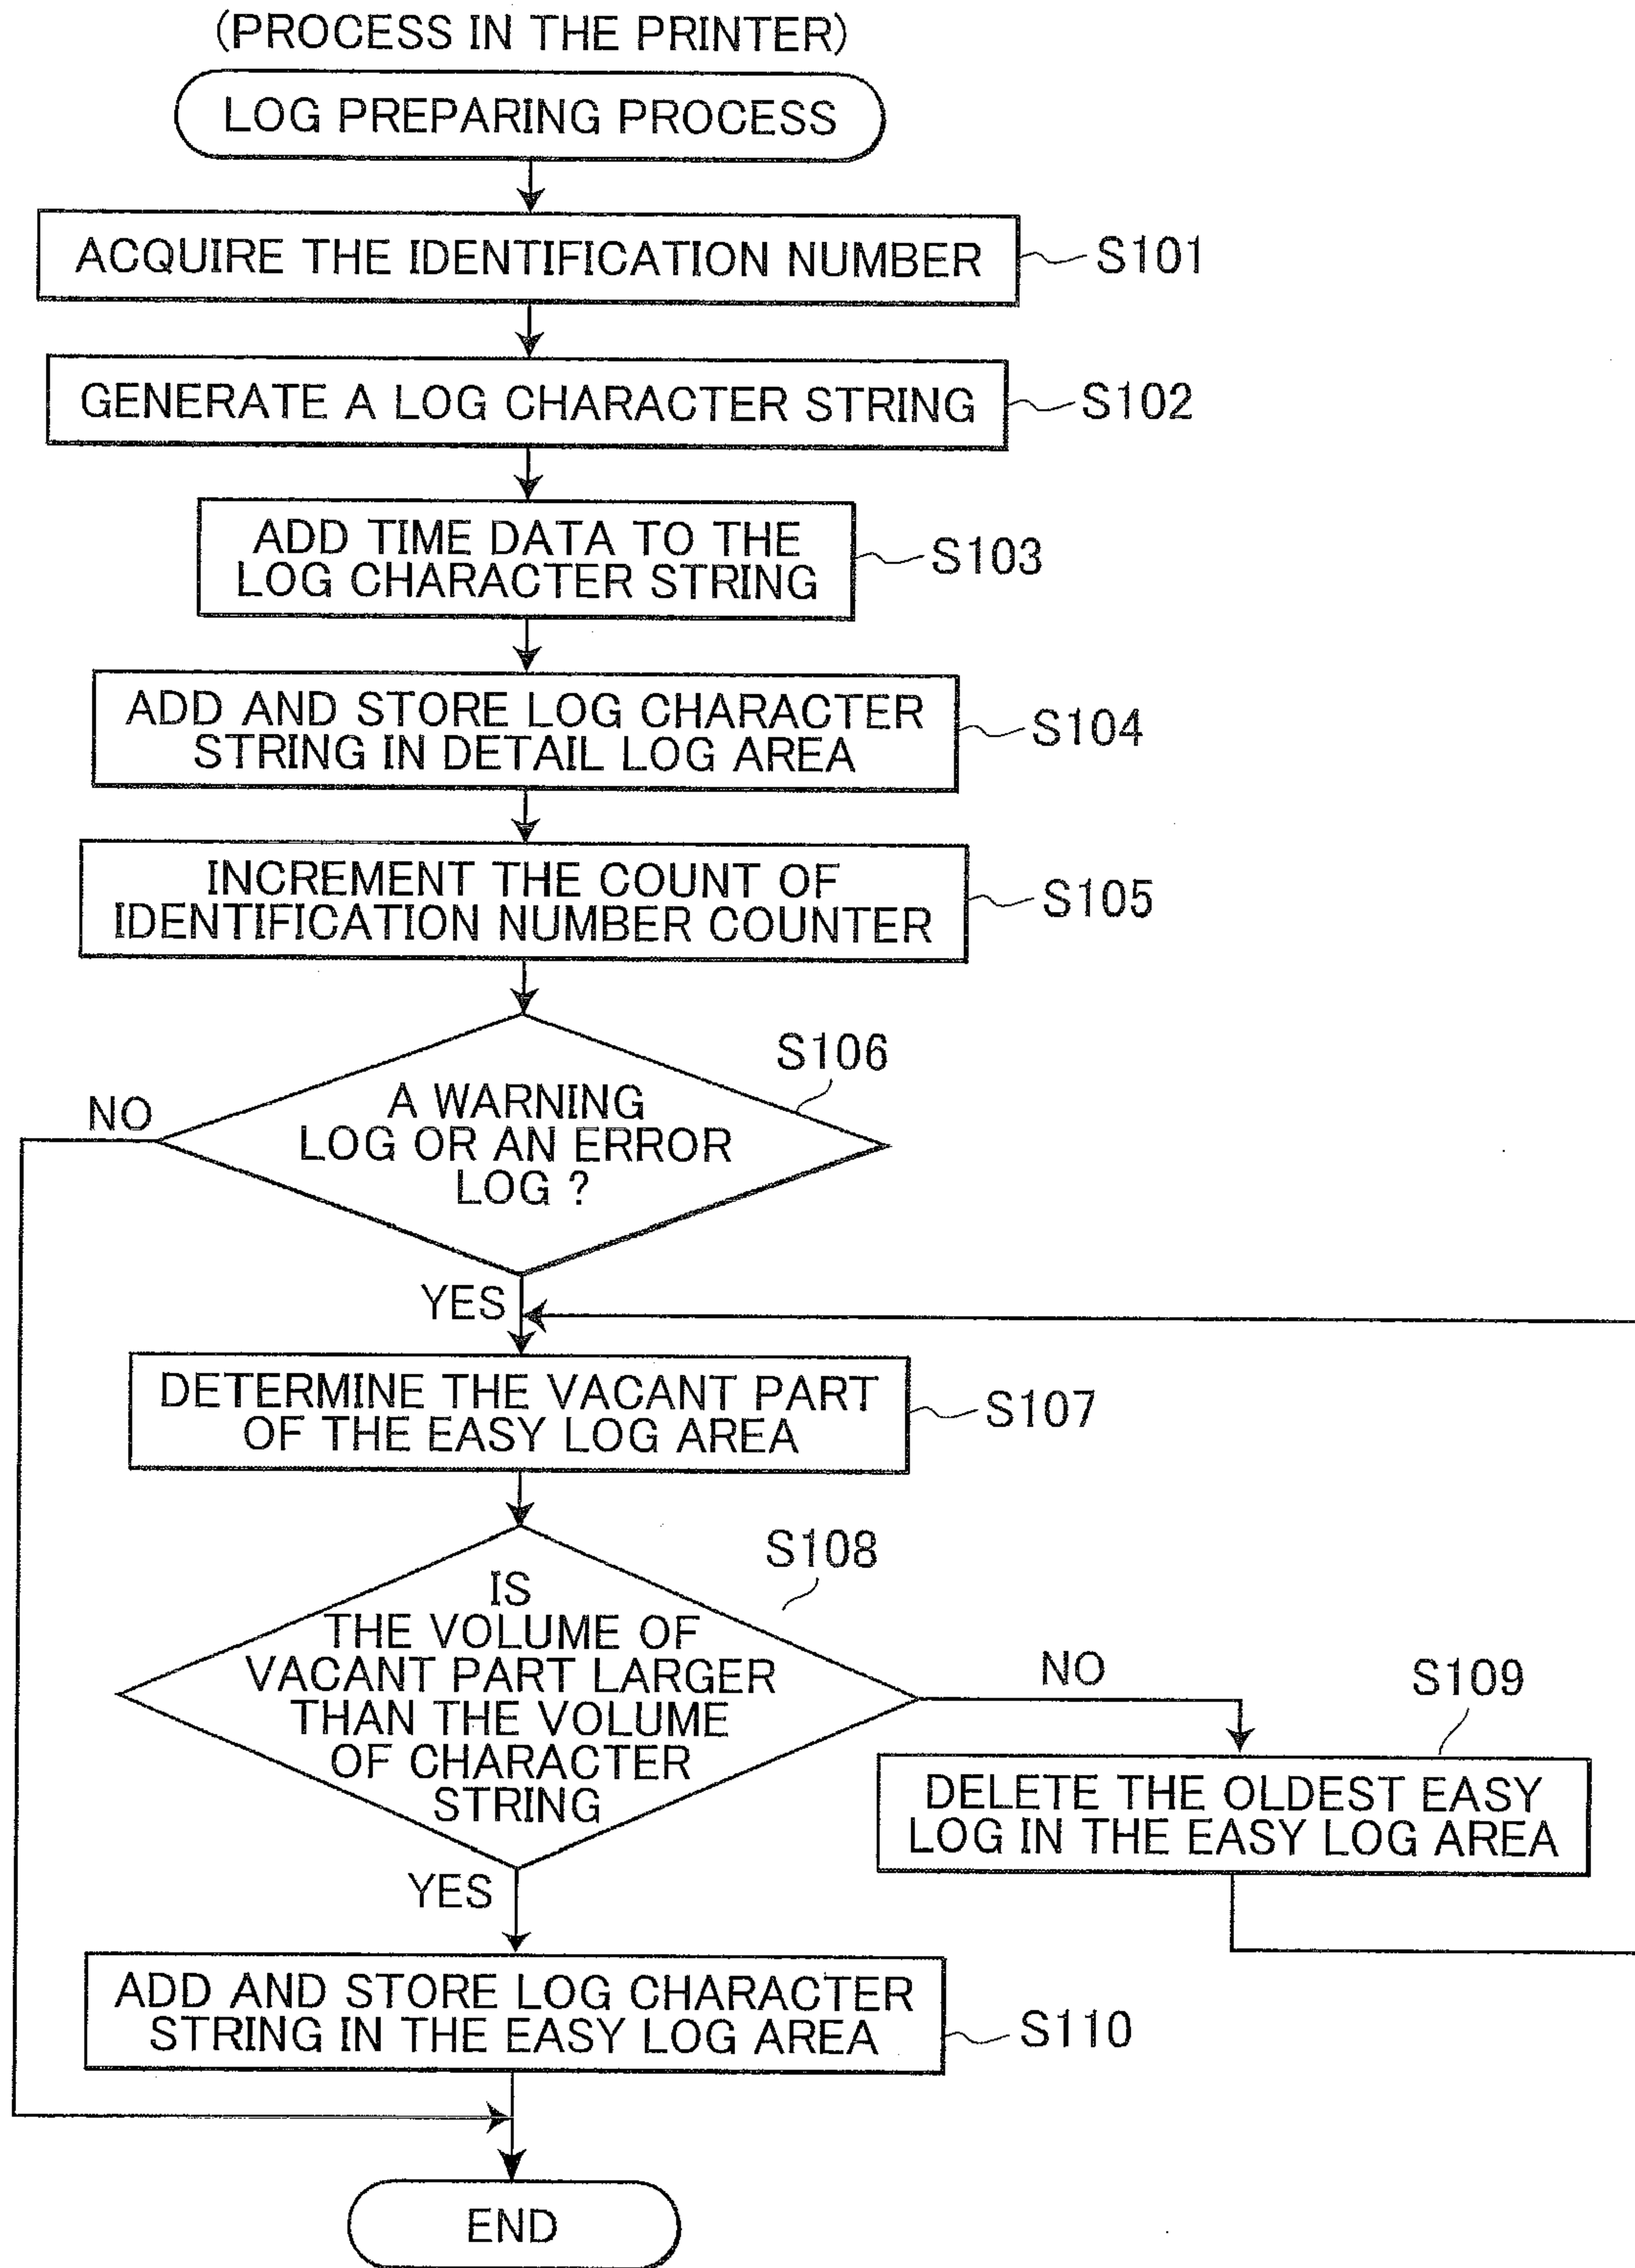 (PROCESS IN THE PRINTER)
LOG PREPARING PROCESS
ACQUIRE THE IDENTIFICATION NUMBER
S101
GENERATE A LOG CHARACTER STRING
S102
ADD TIME DATA TO THE
LOG CHARACTER STRING
S103
ADD AND STORE LOG CHARACTER
STRING IN DETAIL LOG AREA
S104
INCREMENT THE COUNT OF
IDENTIFICATION NUMBER COUNTER
S105
S106
NO
A WARNING
LOG OR AN ERROR
LOG ?
YES
DETERMINE THE VACANT PART
OF THE EASY LOG AREA
S107
S108
IS
THE VOLUME OF
VACANT PART LARGER
THAN THE VOLUME
OF CHARACTER
STRING
NO
S109
DELETE THE OLDEST EASY
LOG IN THE EASY LOG AREA
YES
ADD AND STORE LOG CHARACTER
STRING IN THE EASY LOG AREA
S110
END